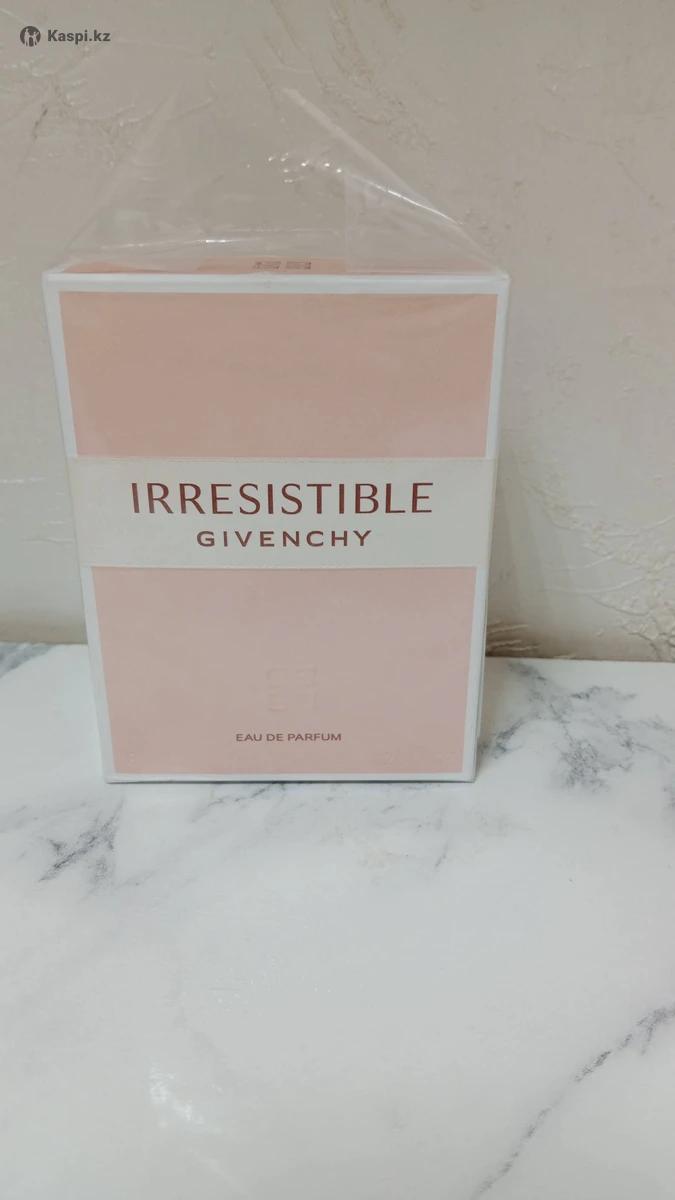 Kaspi.kz
IRRESISTIBLE
GIVENCHY
EAU DE PARFUM